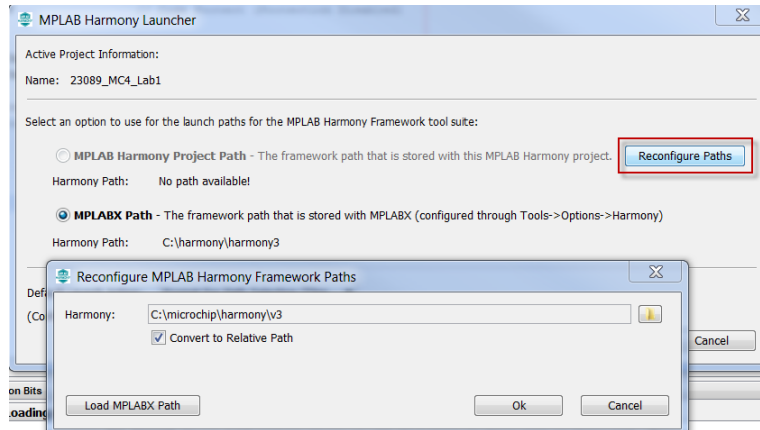 MPLAB Harmony Launcher
Active Project Information:
Name: 23089_MC4_Lab1
Select an option to use for the launch paths for the MPLAB Harmony Framework tool suite:
MPLAB Harmony Project Path - The framework path that is stored with this MPLAB Harmony project. Reconfigure Paths
Harmony Path: No path available!
MPLABX Path - The framework path that is stored with MPLABX (configured through Tools->Options->Harmony)
Harmony Path: C:\harmony\harmony3
Reconfigure MPLAB Harmony Framework Paths
Harmony: C:\microchip\harmony\v3
Convert to Relative Path
Cancel
on Bits
Load MPLABX Path Ok Cancel